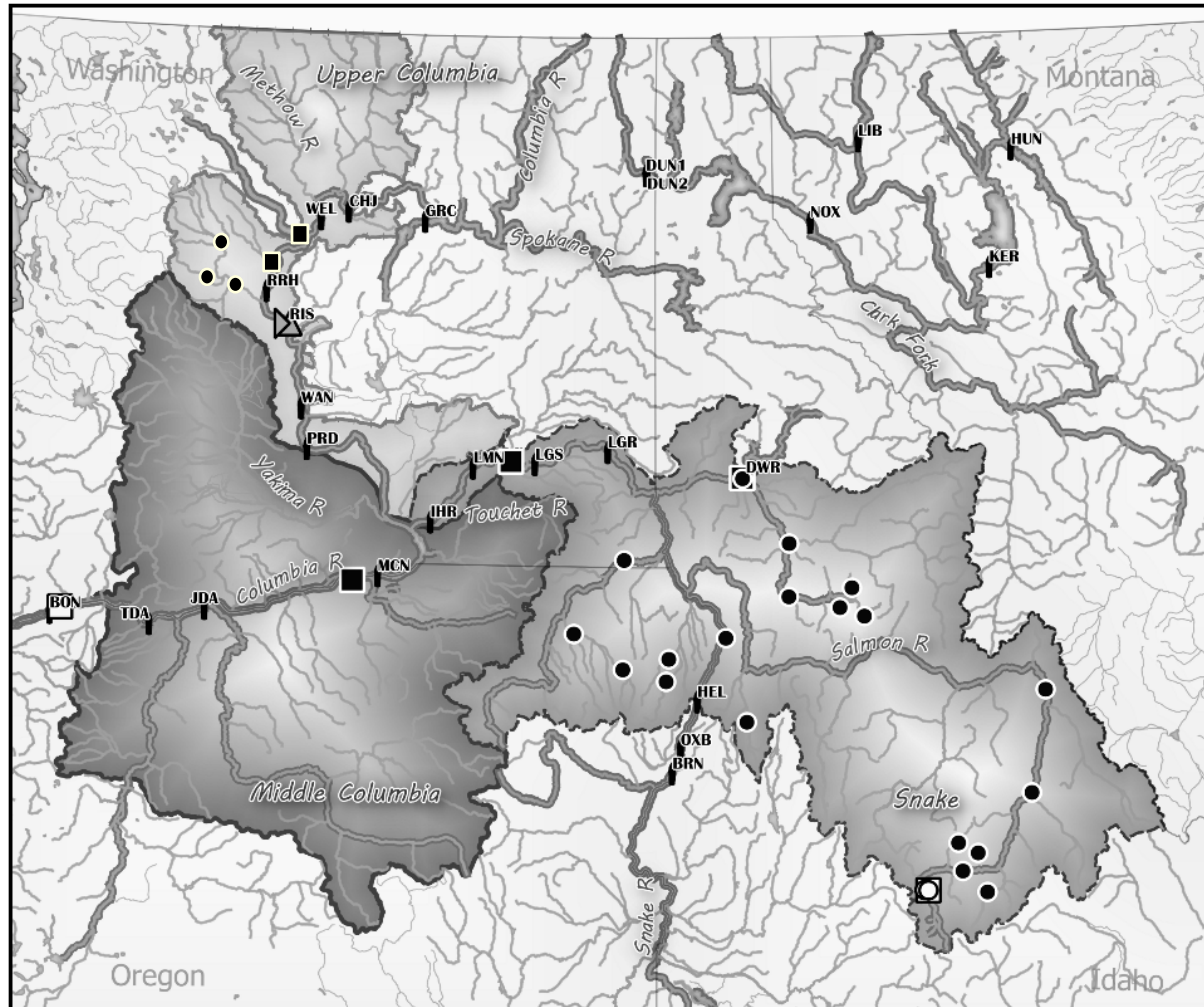 Washington
Upper Columbia
Montana
Methow R
Columbia R
LIB
HUN
DUN1
DUN2
WEL
CHJ
GRC
NOX
Spokane R
KER
RRH
RIS
Clark Fork
WAN
PRD
LMN
LGS
LGR
DWR
Yakima R
IHR
Touchet R
Columbia R
MCN
BON
TDA
JDA
Salmon R
HEL
OXB
BRN
Middle Columbia
Snake
Snake R
Oregon
Idaho